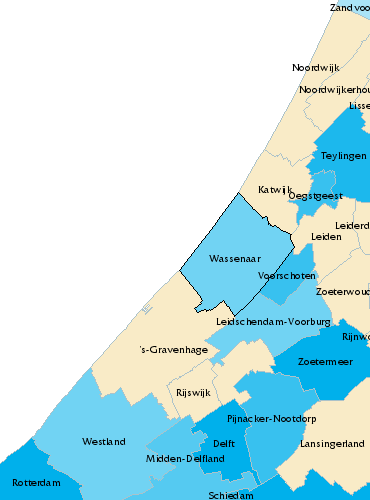 Zandvoo
Noordwijk
Noordwijkerhou
Lisse
Teylingen
Katwijk
Oegstgeest
Leiderd
Leiden
Wassenaar
Voorschoten
Zoeterwoud
Leidschendam-Voorburg
Rijnwo
's-Gravenhage
Zoetermeer
Rijswijk
Pijnacker-Nootdorp
Westland
Delft
Lansingerland
Midden-Delfland
Rotterdam
Schiedam